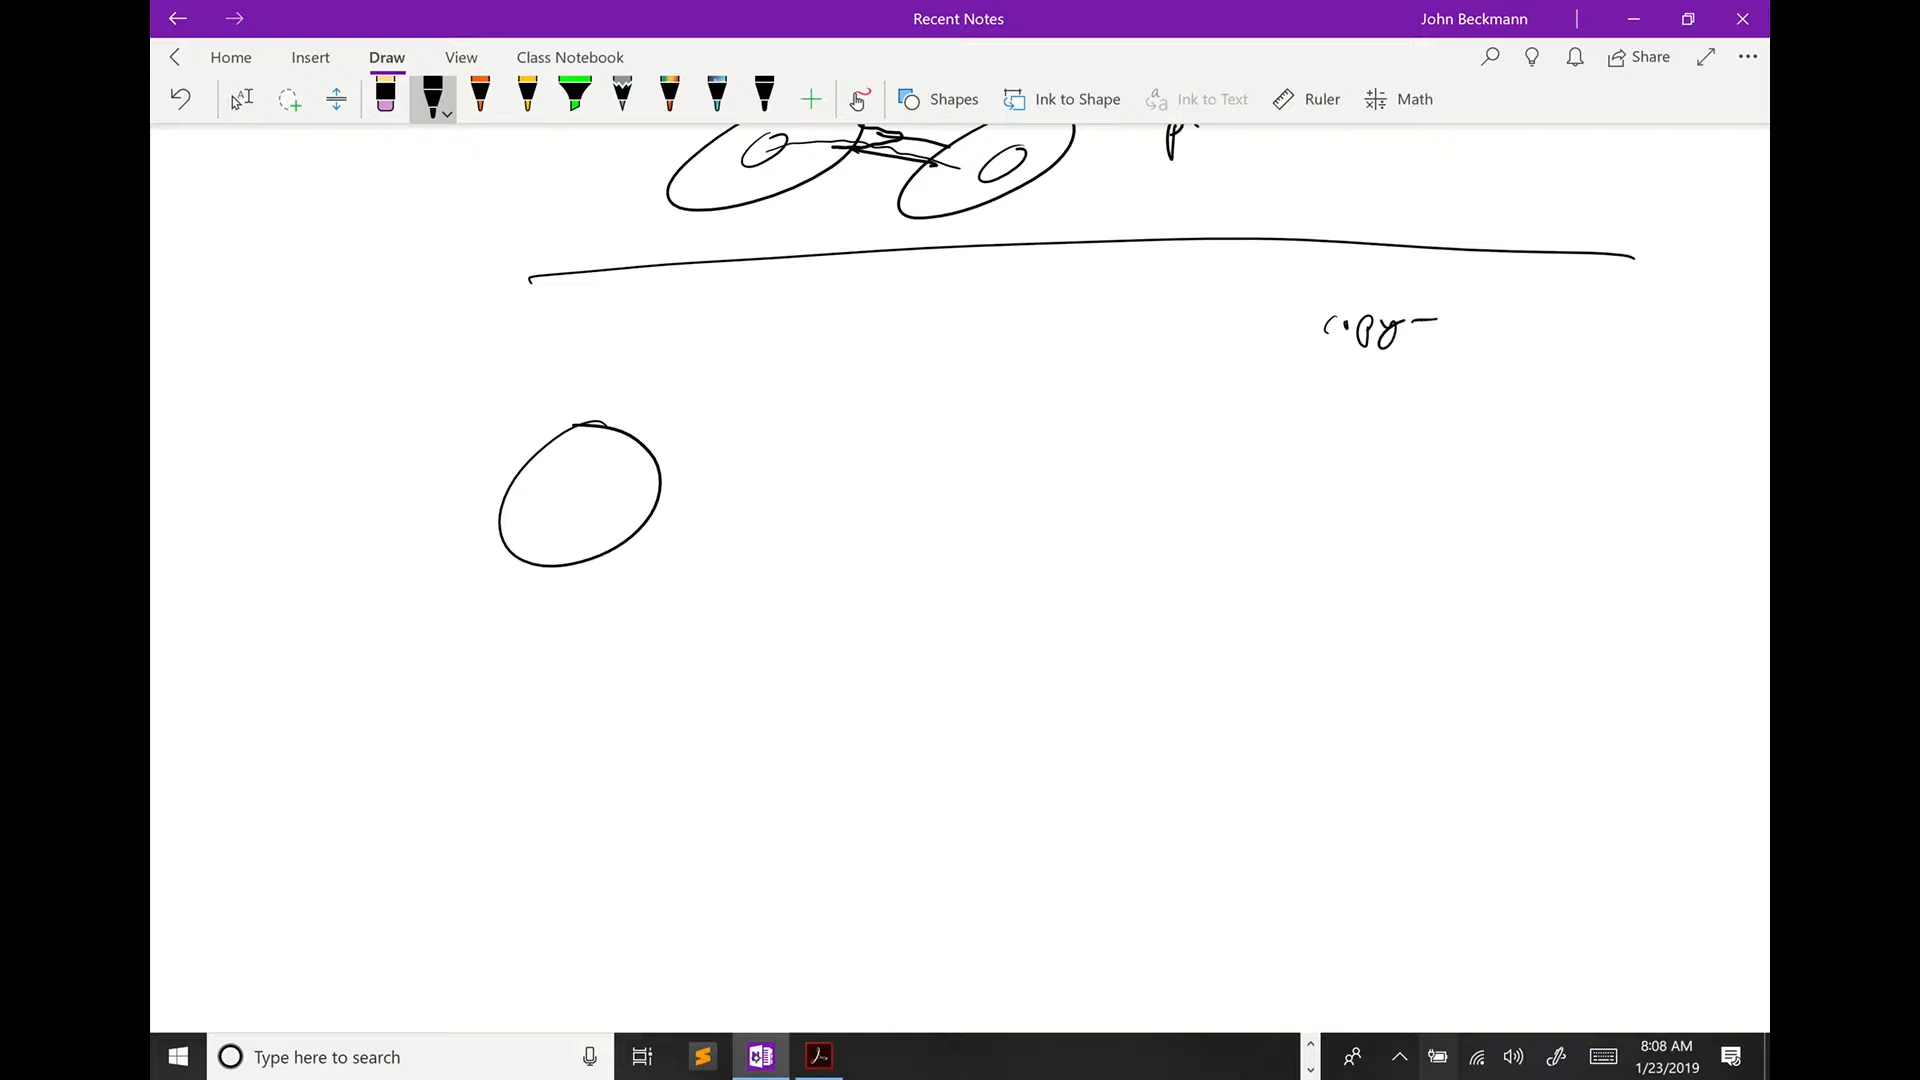 Recent Notes
John Beckmann
Home Insert Draw View Class Notebook
Share
Shapes Ink to Shape Ink to Text Ruler Math
copy-
Type here to search
8:08 AM
1/23/2019